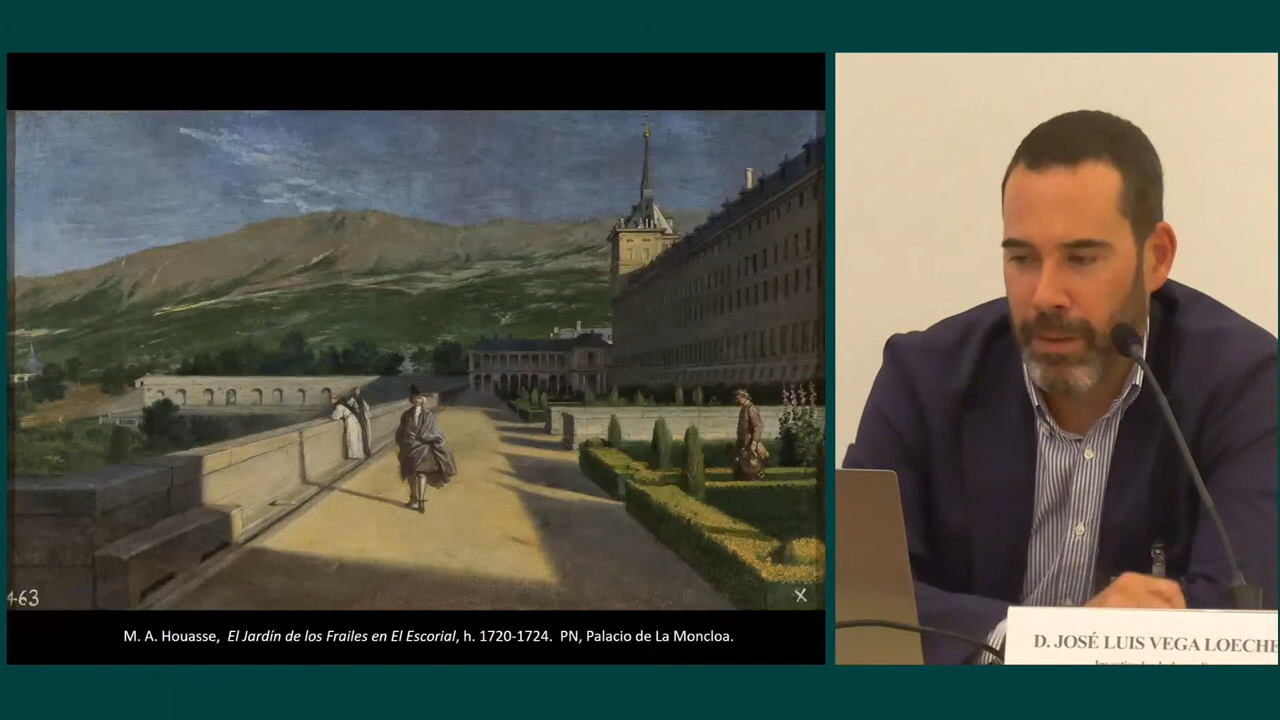 463
X
M. A. Houasse, El Jardín de los Frailes en El Escorial, h. 1720-1724. PN, Palacio de La Moncloa.
D. JOSÉ LUIS VEGA LOECHE